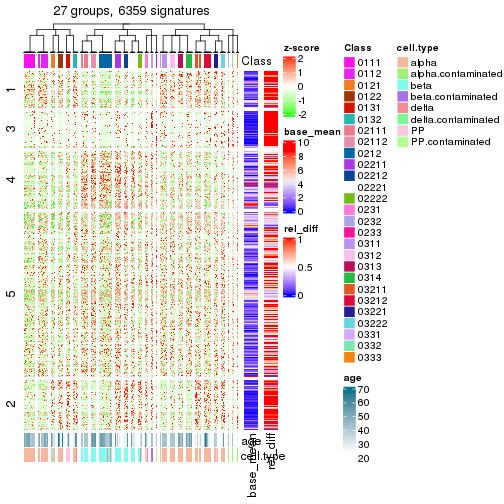 27 groups, 6359 signatures
Class
1
3
4
5
2
age
cell.type
base_mean
rel_diff
z-score
2
1
0
-1
-2
base_mean
10
8
6
4
2
0
rel_diff
1
0.5
0
Class
0111
0112
0121
0122
0131
0132
02111
02112
0212
02211
02212
02221
02222
0231
0232
0233
0311
0312
0313
0314
03211
03212
03221
03222
0331
0332
0333
age
70
60
50
40
30
20
cell.type
alpha
alpha.contaminated
beta
beta.contaminated
delta
delta.contaminated
PP
PP.contaminated